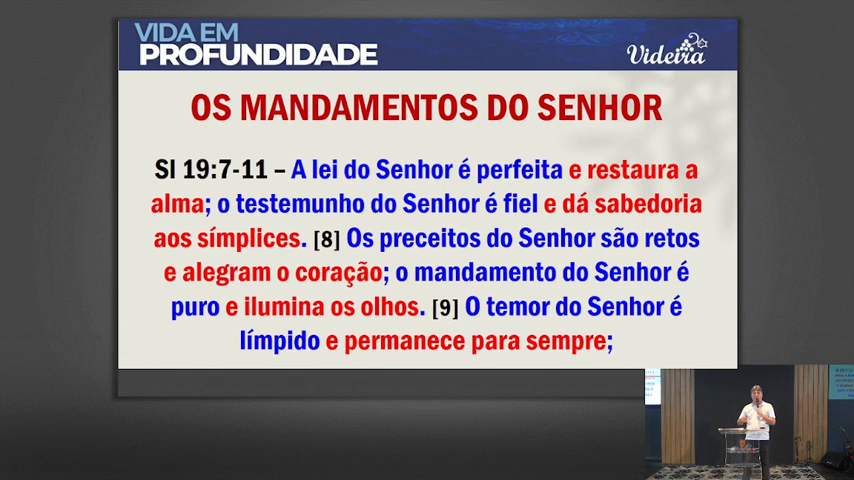 VIDA EM
PROFUNDIDADE
Videira
OS MANDAMENTOS DO SENHOR
Sl 19:7-11 – A lei do Senhor é perfeita e restaura a
alma; o testemunho do Senhor é fiel e dá sabedoria
aos símplices. [8] Os preceitos do Senhor são retos
e alegram o coração; o mandamento do Senhor é
puro e ilumina os olhos. [9] O temor do Senhor é
límpido e permanece para sempre;